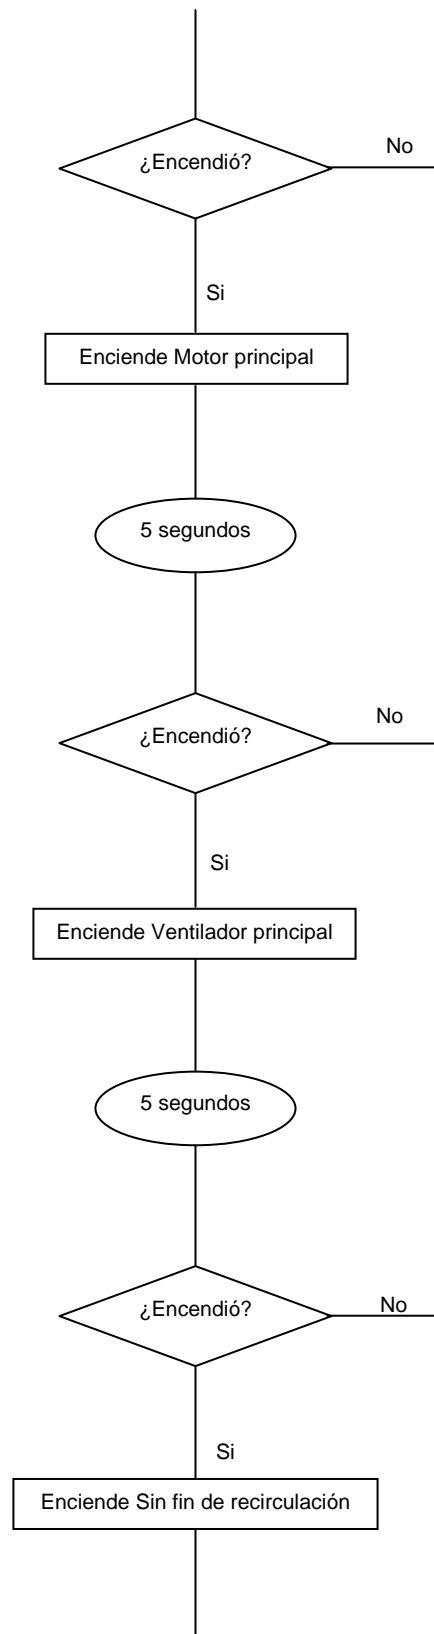 ¿Encendió?
No
Si
Enciende Motor principal
5 segundos
¿Encendió?
No
Si
Enciende Ventilador principal
5 segundos
¿Encendió?
No
Si
Enciende Sin fin de recirculación